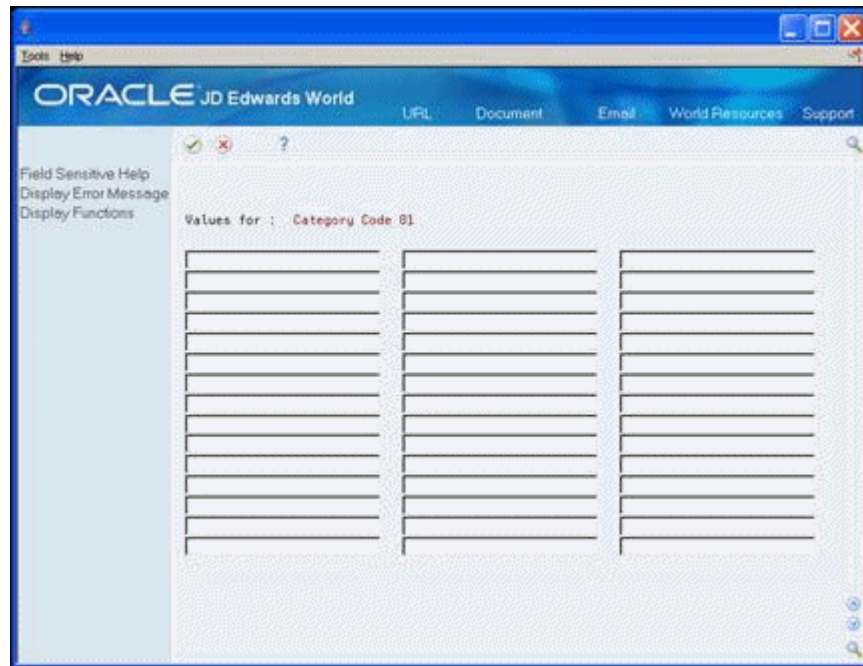 Tools Help
ORACLE JD Edwards World
URL Document Email World Resources Support
?
Field Sensitive Help
Display Error Message
Display Functions
Values for : Category Code 01